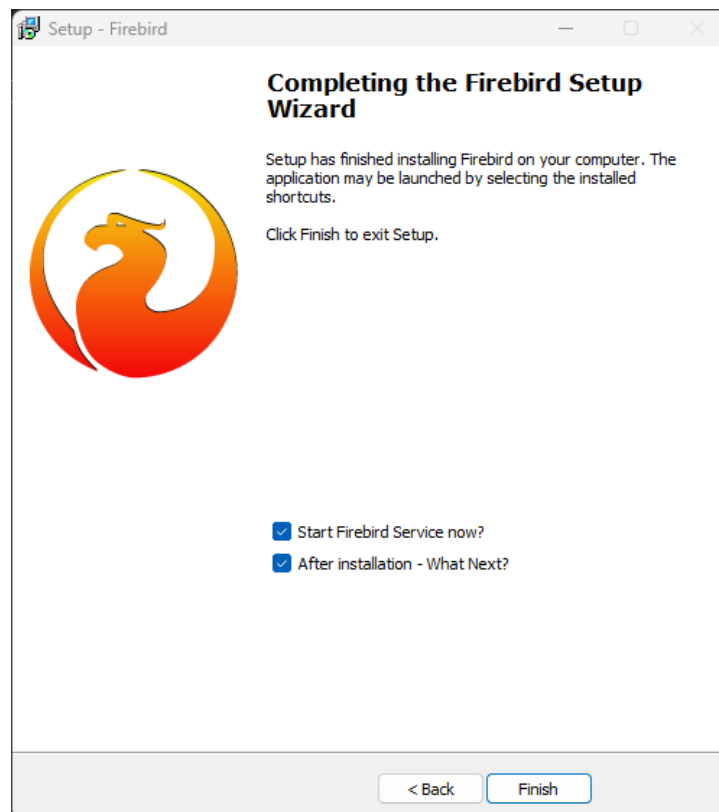 Setup - Firebird
Completing the Firebird Setup
Wizard
Setup has finished installing Firebird on your computer. The
application may be launched by selecting the installed
shortcuts.
Click Finish to exit Setup.
Start Firebird Service now?
After installation - What Next?
< Back
Finish